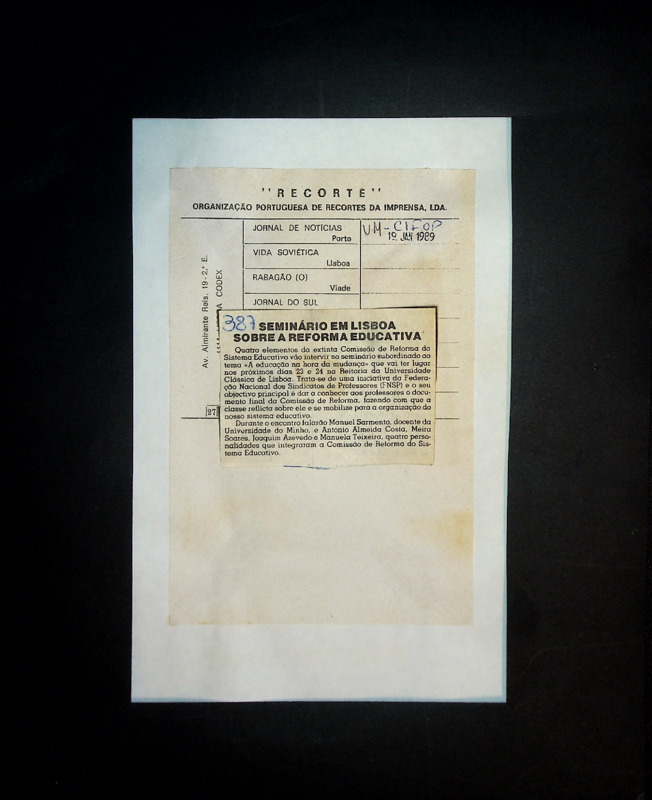 "RECORTE"
ORGANIZAÇÃO PORTUGUESA DE RECORTES DA IMPRENSA, LDA.
JORNAL DE NOTÍCIAS
Porto
UM-CIFOP
19. JAN 1989
VIDA SOVIÉTICA
Lisboa
RABAGÃO (O)
Viade
JORNAL DO SUL
Av. Almirante Reis, 19-2.º E.
CODEX
387
SEMINÁRIO EM LISBOA
SOBRE A REFORMA EDUCATIVA
Quatro elementos da extinta Comissão de Reforma do
Sistema Educativo vão intervir no seminário subordinado ao
tema «A educação na hora da mudança» que vai ter lugar
nos próximos dias 23 e 24 na Reitoria da Universidade
Clássica de Lisboa. Trata-se de uma iniciativa da Federa-
ção Nacional dos Sindicatos de Professores (FNSP) e o seu
objectivo principal é dar a conhecer aos professores o docu-
mento final da Comissão de Reforma, fazendo com que a
classe reflicta sobre ele e se mobilize para a organização do
nosso sistema educativo.
Durante o encontro falarão Manuel Sarmento, docente da
Universidade do Minho, e Antonio Almeida Costa, Meira
Soares, Joaquim Azevedo e Manuela Teixeira, quatro perso-
nalidades que integraram a Comissão de Reforma do Sis-
tema Educativo.